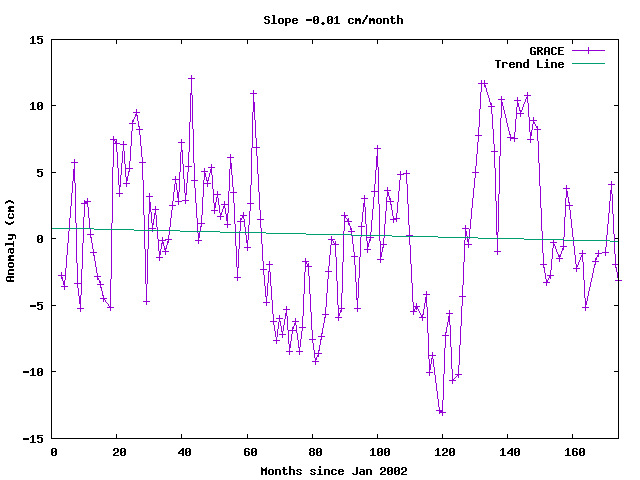 Slope -0.01 cm/month
GRACE
Trend Line
15
10
5
0
-5
-10
-15
Anomaly (cm)
0 20 40 60 80 100 120 140 160
Months since Jan 2002